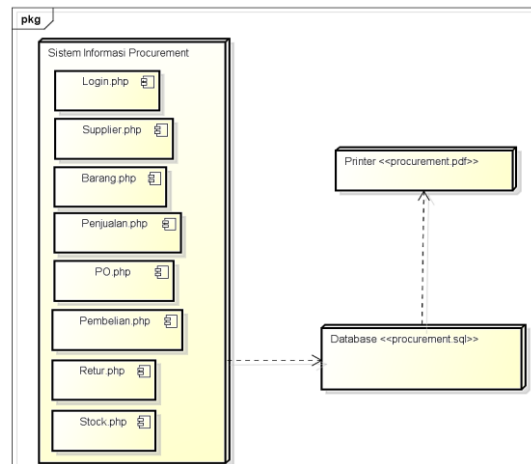 pkg
Sistem Informasi Procurement
Login.php
Supplier.php
Barang.php
Penjualan.php
PO.php
Pembelian.php
Retur.php
Stock.php
Printer <<procurement.pdf>>
Database <<procurement.sql>>